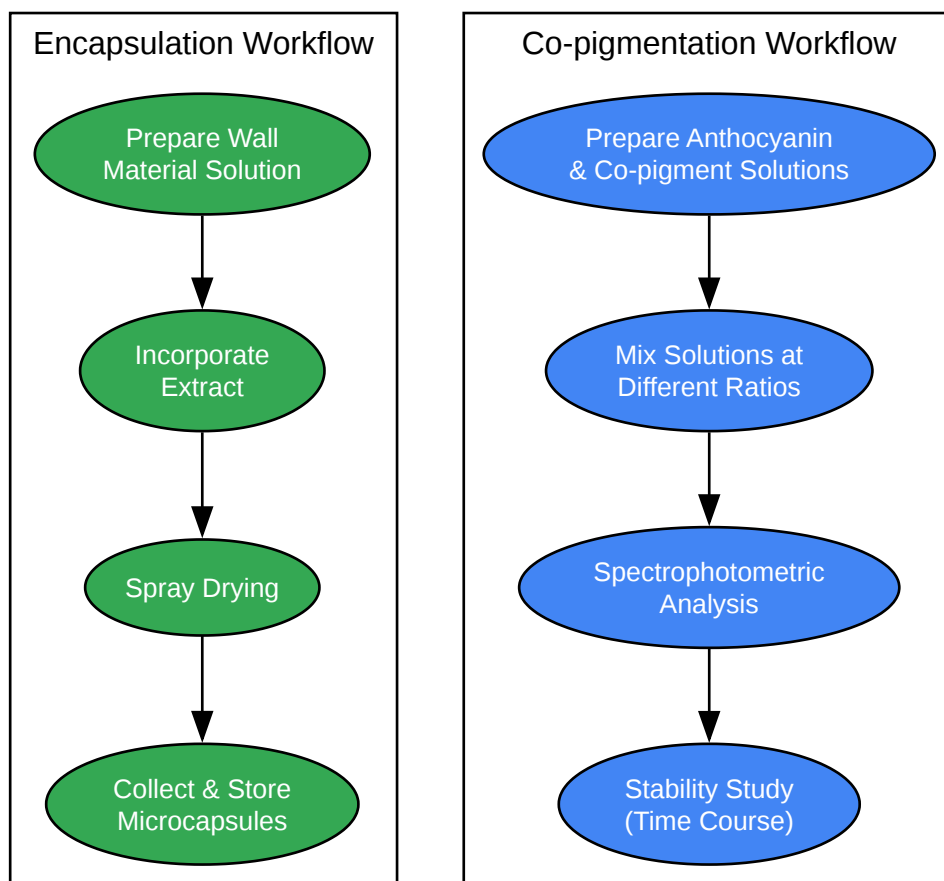 Encapsulation Workflow
Prepare Wall
Material Solution
Incorporate
Extract
Spray Drying
Collect & Store
Microcapsules
Co-pigmentation Workflow
Prepare Anthocyanin
& Co-pigment Solutions
Mix Solutions at
Different Ratios
Spectrophotometric
Analysis
Stability Study
(Time Course)